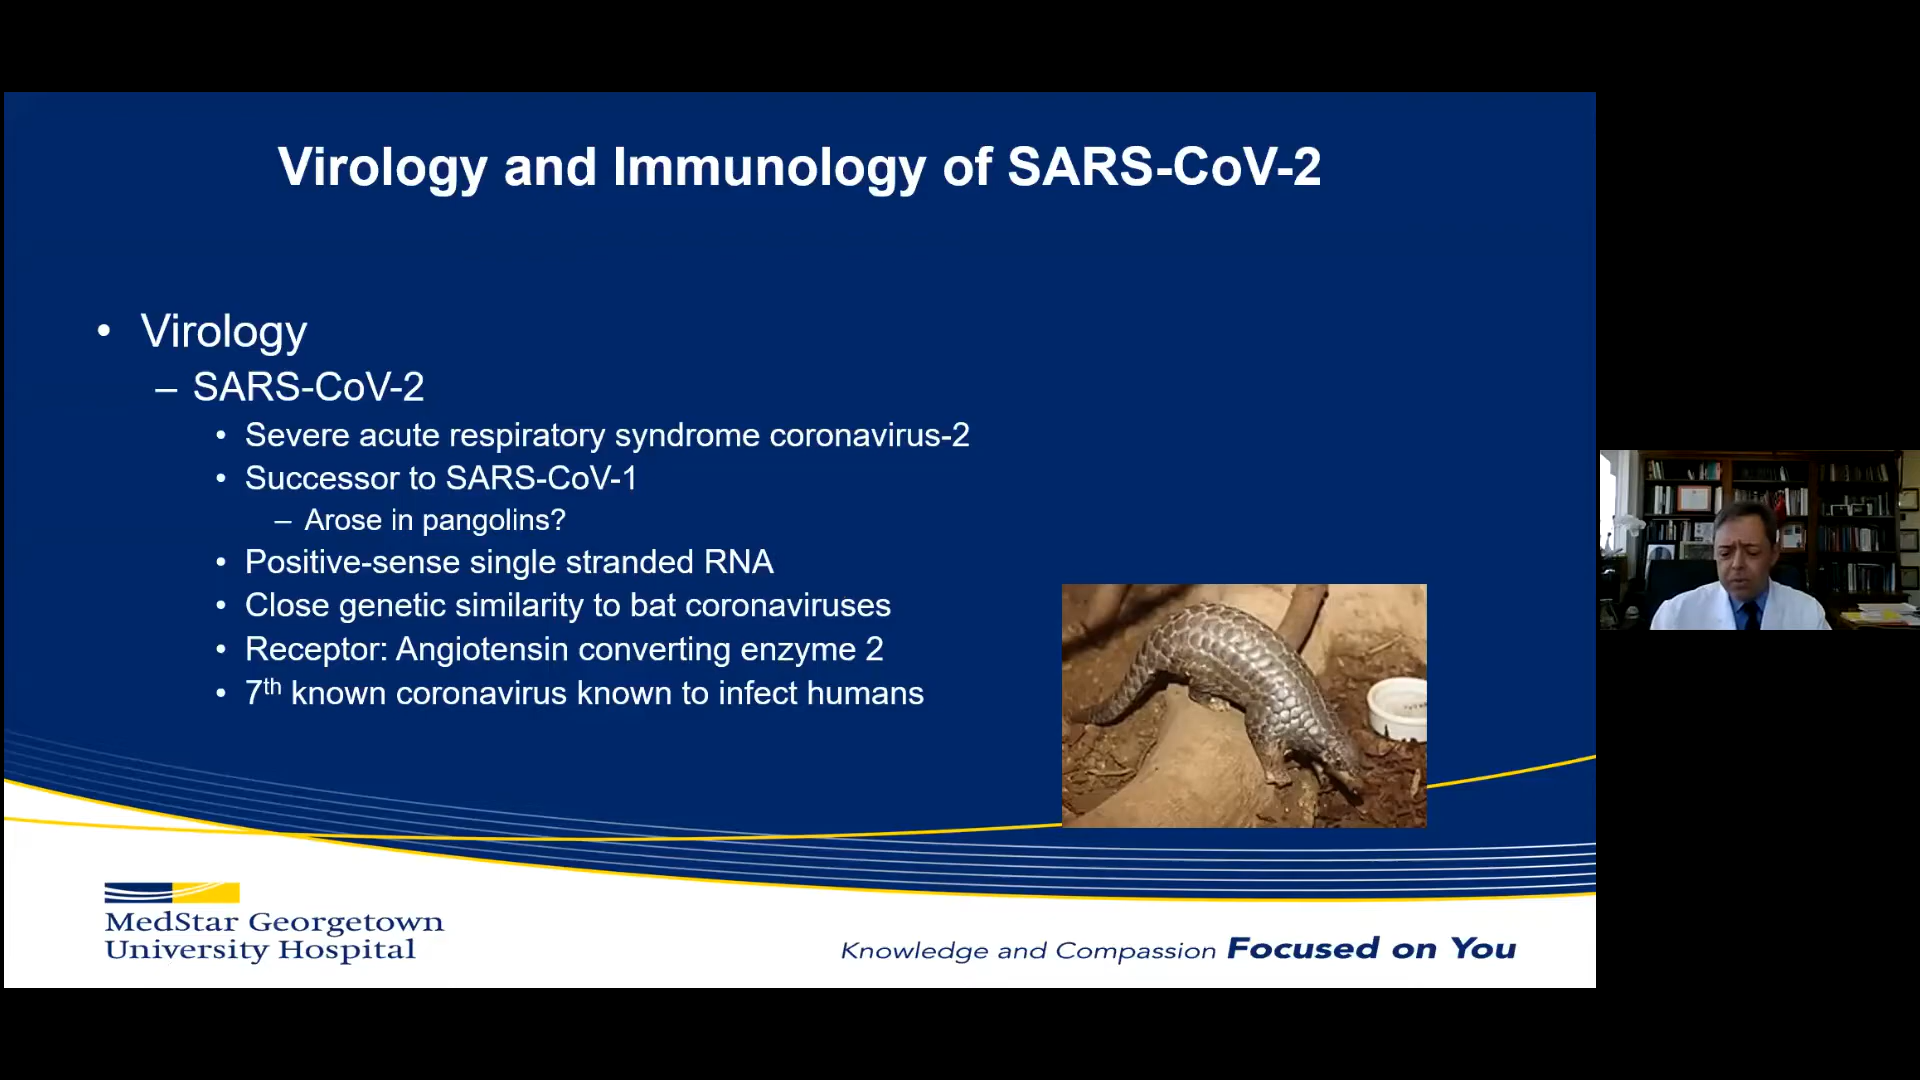 Virology and Immunology of SARS-CoV-2
• Virology
– SARS-CoV-2
• Severe acute respiratory syndrome coronavirus-2
• Successor to SARS-CoV-1
– Arose in pangolins?
• Positive-sense single stranded RNA
• Close genetic similarity to bat coronaviruses
• Receptor: Angiotensin converting enzyme 2
• 7th known coronavirus known to infect humans
MedStar Georgetown
University Hospital
Knowledge and Compassion Focused on You